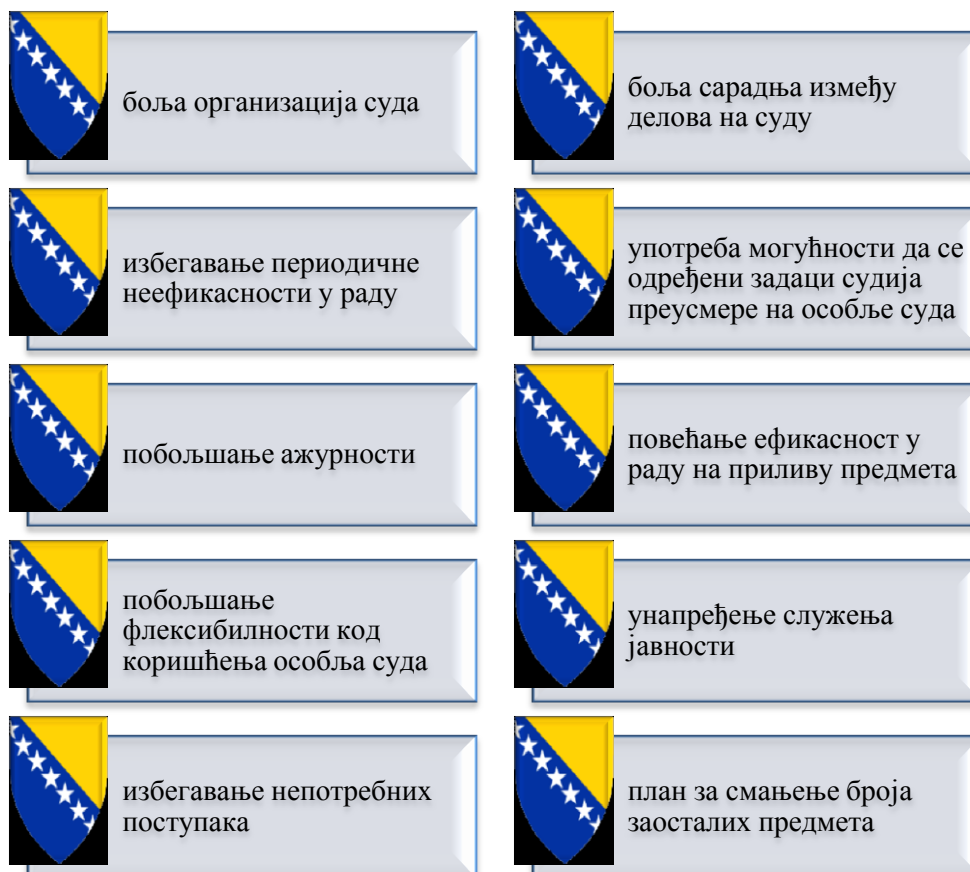 боља организација суда
боља сарадња између
делова на суду
избегавање периодичне
неефикасности у раду
употреба могућности да се
одређени задаци судија
преусмере на особље суда
побољшање ажурности
повећање ефикасност у
раду на приливу предмета
побољшање
флексибилности код
коришћења особља суда
унапређење служења
јавности
избегавање непотребних
поступака
план за смањење броја
заосталих предмета